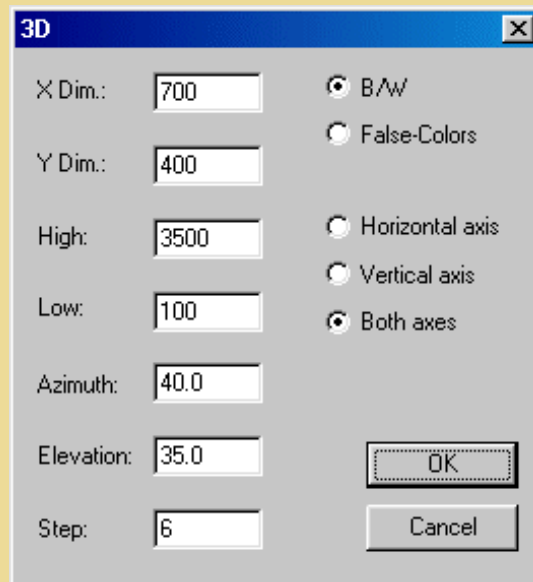 3D
X Dim.: 700
Y Dim.: 400
High: 3500
Low: 100
Azimuth: 40.0
Elevation: 35.0
Step: 6
B/W
False-Colors
Horizontal axis
Vertical axis
Both axes
OK
Cancel